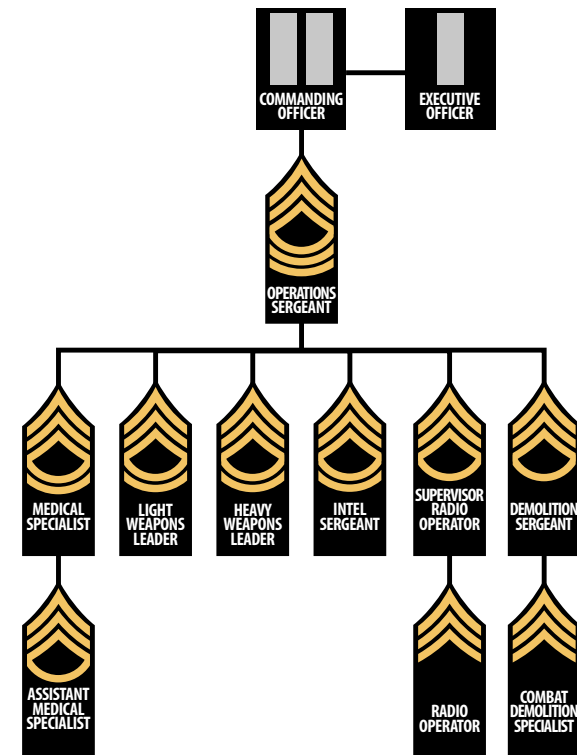 COMMANDING
OFFICER
EXECUTIVE
OFFICER
OPERATIONS
SERGEANT
MEDICAL
SPECIALIST
LIGHT
WEAPONS
LEADER
HEAVY
WEAPONS
LEADER
INTEL
SERGEANT
SUPERVISOR
RADIO
OPERATOR
DEMOLITION
SERGEANT
ASSISTANT
MEDICAL
SPECIALIST
RADIO
OPERATOR
COMBAT
DEMOLITION
SPECIALIST